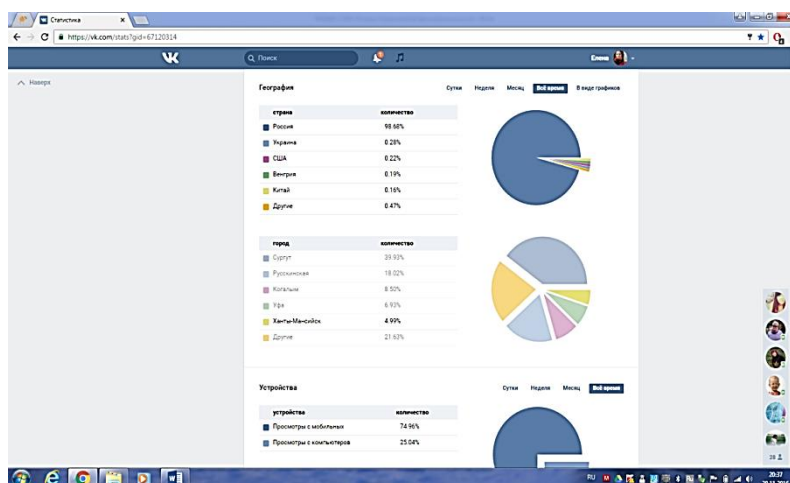 Статистика
https://vk.com/stats?gid=67120314
Поиск
Елена
Наверх
География
Сутки Неделя Месяц Всё время В виде графиков
страна количество
Россия 98.68%
Украина 0.28%
США 0.22%
Венгрия 0.19%
Китай 0.16%
Другие 0.47%
город количество
Сургут 39.93%
Русскинская 18.02%
Когалым 8.50%
Уфа 6.93%
Ханты-Мансийск 4.99%
Другие 21.63%
Устройства
Сутки Неделя Месяц Всё время
устройства количество
Просмотры с мобильных 74.96%
Просмотры с компьютеров 25.04%
38
RU
20:37